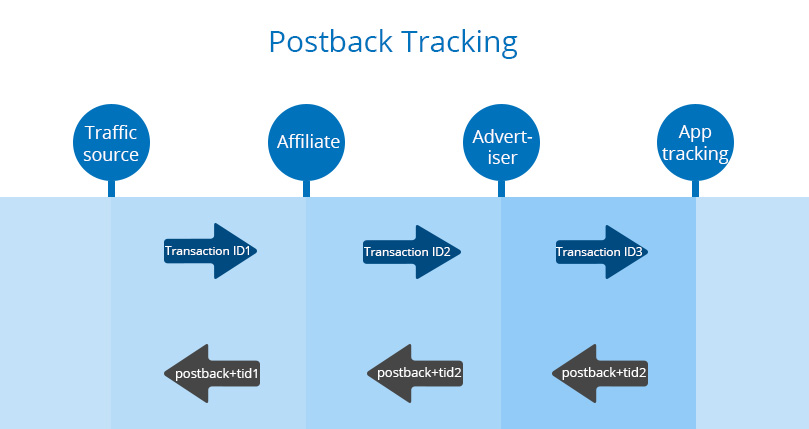 Postback Tracking
Traffic
source
Affiliate
Advert-
iser
App
tracking
Transaction ID1
Transaction ID2
Transaction ID3
postback+tid1
postback+tid2
postback+tid2